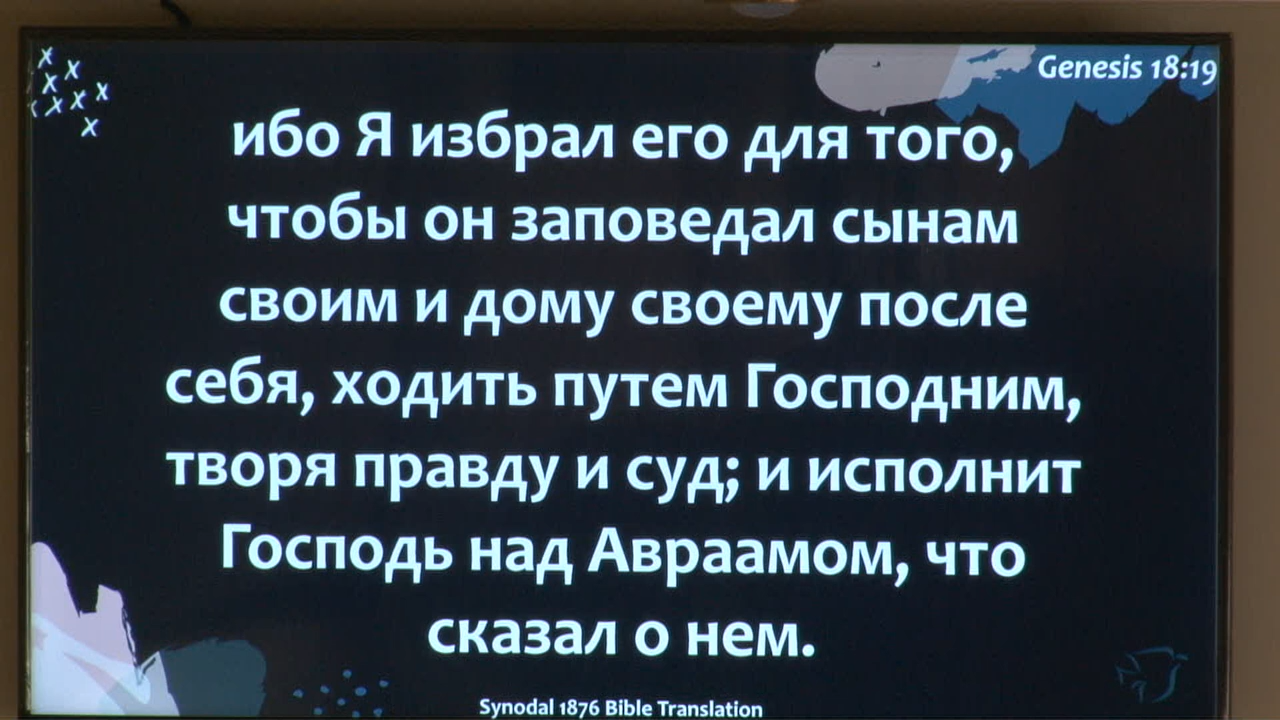 Genesis 18:19
ибо Я избрал его для того,
чтобы он заповедал сынам
своим и дому своему после
себя, ходить путем Господним,
творя правду и суд; и исполнит
Господь над Авраамом, что
сказал о нем.
Synodal 1876 Bible Translation